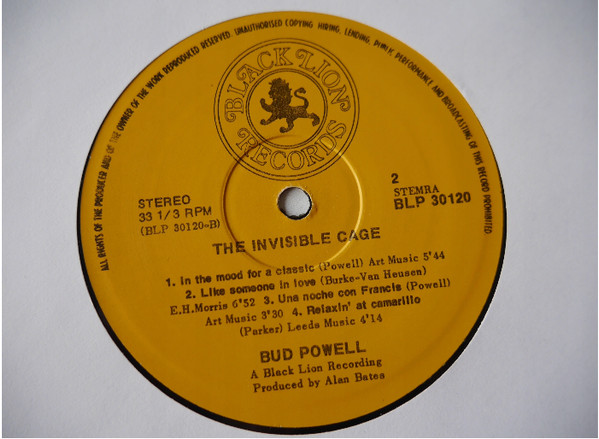 ALL RIGHTS OF THE PRODUCER AND OF THE OWNER OF THE WORK REPRODUCED RESERVED. UNAUTHORISED COPYING HIRING, LENDING, PUBLIC PERFORMANCE AND BROADCASTING OF THIS RECORD PROHIBITED
BLACK LION
RECORDS
STEREO
33 1/3 RPM
(BLP 30120-B)
2
STEMRA
BLP 30120
THE INVISIBLE CAGE
1. In the mood for a classic (Powell) Art Music 5'44
2. Like someone in love (Burke-Van Heusen)
E.H.Morris 6'52 3. Una noche con Francis (Powell)
Art Music 3'30 4. Relaxin' at camarillo
(Parker) Leeds Music 4'14
BUD POWELL
A Black Lion Recording
Produced by Alan Bates